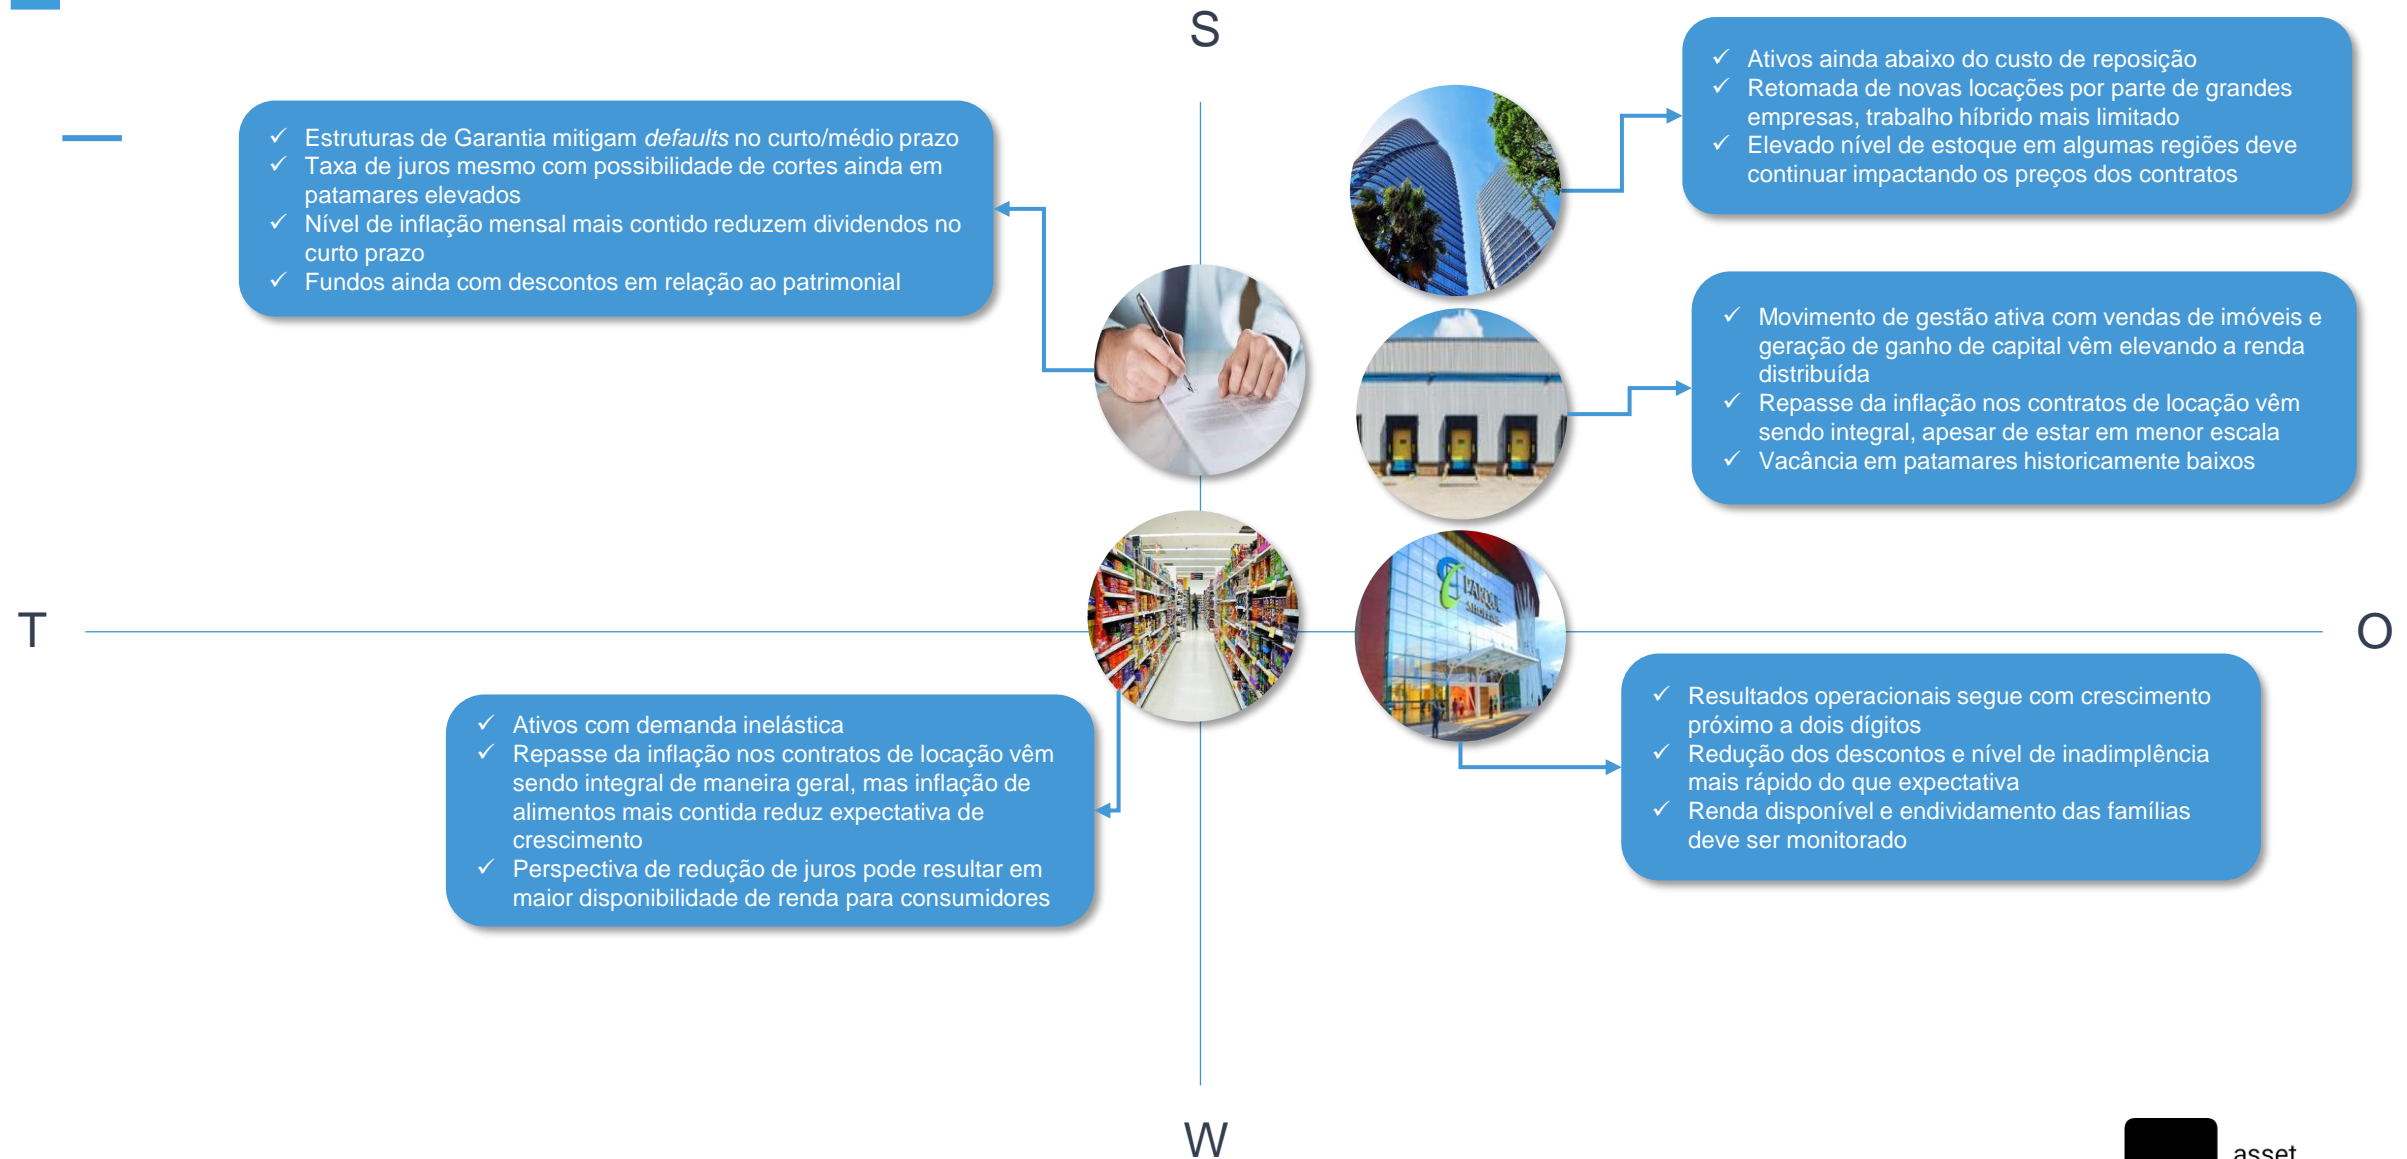 S
✓ Ativos ainda abaixo do custo de reposição
✓ Retomada de novas locações por parte de grandes
empresas, trabalho híbrido mais limitado
✓ Elevado nível de estoque em algumas regiões deve
continuar impactando os preços dos contratos
✓ Estruturas de Garantia mitigam defaults no curto/médio prazo
✓ Taxa de juros mesmo com possibilidade de cortes ainda em
patamares elevados
✓ Nível de inflação mensal mais contido reduzem dividendos no
curto prazo
✓ Fundos ainda com descontos em relação ao patrimonial
✓ Movimento de gestão ativa com vendas de imóveis e
geração de ganho de capital vêm elevando a renda
distribuída
✓ Repasse da inflação nos contratos de locação vêm
sendo integral, apesar de estar em menor escala
✓ Vacância em patamares historicamente baixos
PARQUE
T
O
✓ Ativos com demanda inelástica
✓ Repasse da inflação nos contratos de locação vêm
sendo integral de maneira geral, mas inflação de
alimentos mais contida reduz expectativa de
crescimento
✓ Perspectiva de redução de juros pode resultar em
maior disponibilidade de renda para consumidores
✓ Resultados operacionais segue com crescimento
próximo a dois dígitos
✓ Redução dos descontos e nível de inadimplência
mais rápido do que expectativa
✓ Renda disponível e endividamento das famílias
deve ser monitorado
W
asset